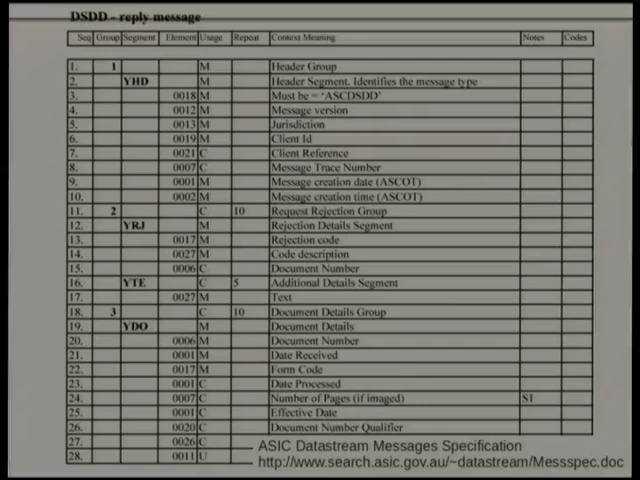 DSDD - reply message
Seq Group Segment Element Usage Repeat Context Meaning Notes Codes
1. 1 M Header Group
2. YHD M Header Segment. Identifies the message type
3. 0018 M Must be = 'ASCDSDD'
4. 0012 M Message version
5. 0013 M Jurisdiction
6. 0019 M Client Id
7. 0021 C Client Reference
8. 0007 C Message Trace Number
9. 0001 M Message creation date (ASCOT)
10. 0002 M Message creation time (ASCOT)
11. 2 C 10 Request Rejection Group
12. YRJ M Rejection Details Segment
13. 0017 M Rejection code
14. 0027 M Code description
15. 0006 C Document Number
16. YTE C 5 Additional Details Segment
17. 0027 M Text
18. 3 C 10 Document Details Group
19. YDO M Document Details
20. 0006 M Document Number
21. 0001 M Date Received
22. 0017 M Form Code
23. 0001 C Date Processed
24. 0007 C Number of Pages (if imaged) S1
25. 0001 C Effective Date
26. 0020 C Document Number Qualifier
27. 0026 C
28. 0011 U
ASIC Datastream Messages Specification
http://www.search.asic.gov.au/~datastream/Messspec.doc